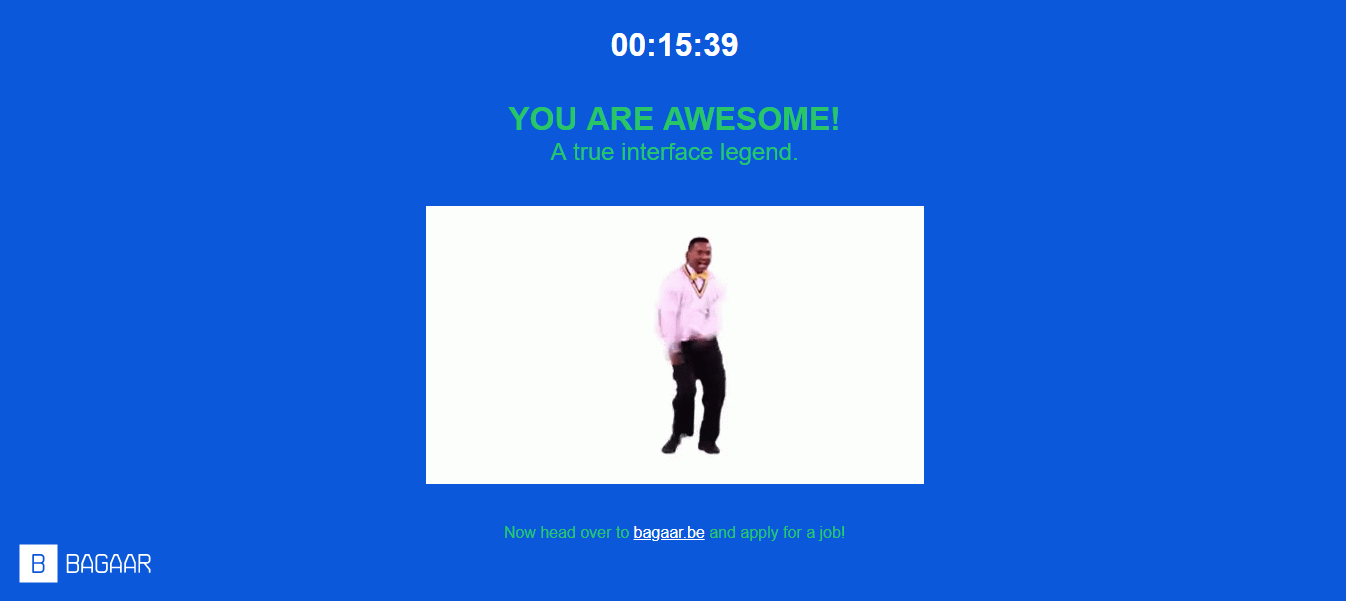 00:15:39
YOU ARE AWESOME!
A true interface legend.
Now head over to bagaar.be and apply for a job!
B BAGAAR